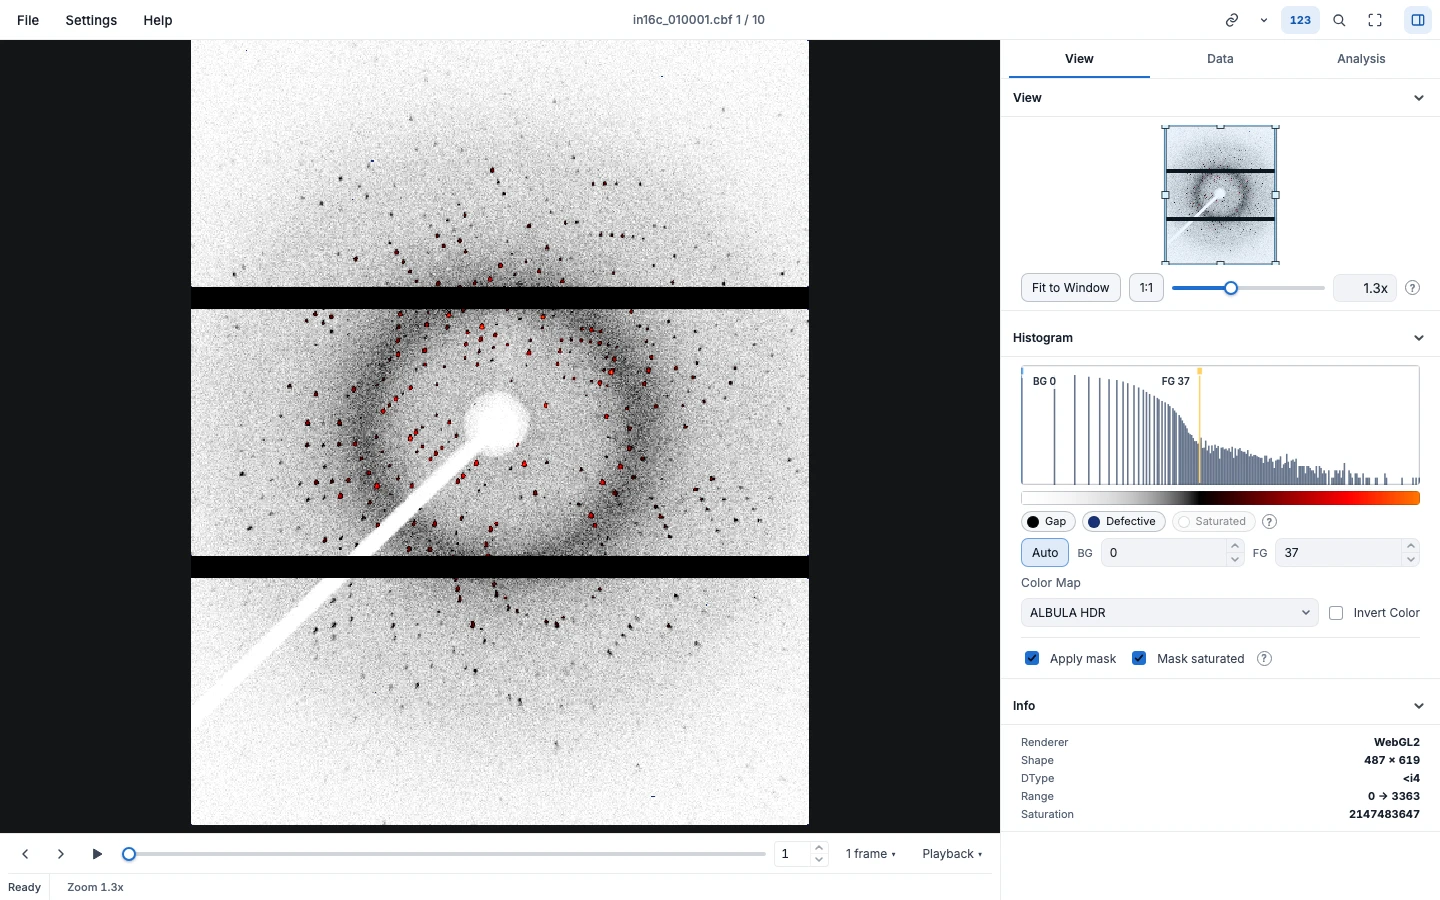 File Settings Help in16c_010001.cbf 1 / 10 123
View Data Analysis
View
Fit to Window 1:1 1.3x ?
Histogram
BG 0 FG 37
Gap Defective Saturated ?
Auto BG 0 FG 37
Color Map
ALBULA HDR Invert Color
Apply mask Mask saturated ?
Info
Renderer WebGL2
Shape 487 × 619
DType <i4
Range 0 → 3363
Saturation 2147483647
1 1 frame Playback
Ready Zoom 1.3x